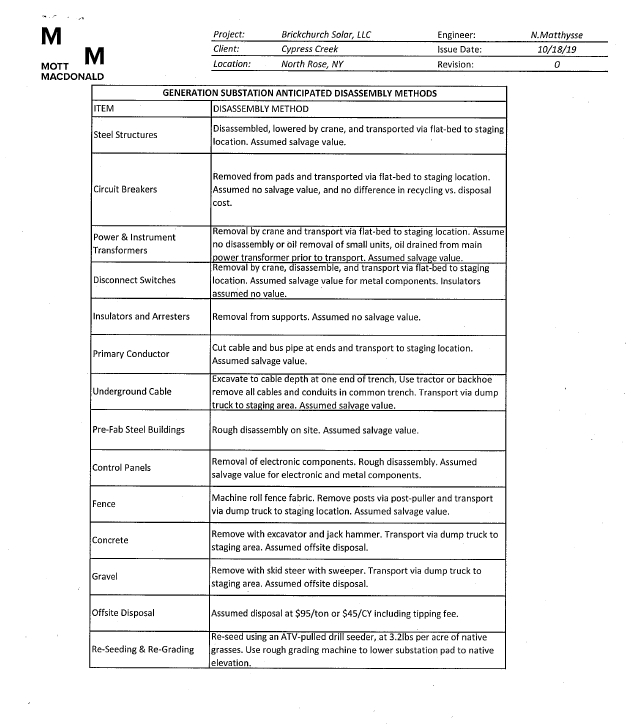 M
M
MOTT
MACDONALD
Project: Brickchurch Solar, LLC Engineer: N.Matthysse
Client: Cypress Creek Issue Date: 10/18/19
Location: North Rose, NY Revision: 0
GENERATION SUBSTATION ANTICIPATED DISASSEMBLY METHODS
ITEM DISASSEMBLY METHOD
Steel Structures
Disassembled, lowered by crane, and transported via flat-bed to staging
location. Assumed salvage value.
Circuit Breakers
Removed from pads and transported via flat-bed to staging location.
Assumed no salvage value, and no difference in recycling vs. disposal
cost.
Power & Instrument
Transformers
Removal by crane and transport via flat-bed to staging location. Assume
no disassembly or oil removal of small units, oil drained from main
power transformer prior to transport. Assumed salvage value.
Disconnect Switches
Removal by crane, disassemble, and transport via flat-bed to staging
location. Assumed salvage value for metal components. Insulators
assumed no value.
Insulators and Arresters
Removal from supports. Assumed no salvage value.
Primary Conductor
Cut cable and bus pipe at ends and transport to staging location.
Assumed salvage value.
Underground Cable
Excavate to cable depth at one end of trench. Use tractor or backhoe
remove all cables and conduits in common trench. Transport via dump
truck to staging area. Assumed salvage value.
Pre-Fab Steel Buildings
Rough disassembly on site. Assumed salvage value.
Control Panels
Removal of electronic components. Rough disassembly. Assumed
salvage value for electronic and metal components.
Fence
Machine roll fence fabric. Remove posts via post-puller and transport
via dump truck to staging location. Assumed salvage value.
Concrete
Remove with excavator and jack hammer. Transport via dump truck to
staging area. Assumed offsite disposal.
Gravel
Remove with skid steer with sweeper. Transport via dump truck to
staging area. Assumed offsite disposal.
Offsite Disposal
Assumed disposal at $95/ton or $45/CY including tipping fee.
Re-Seeding & Re-Grading
Re-seed using an ATV-pulled drill seeder, at 3.2lbs per acre of native
grasses. Use rough grading machine to lower substation pad to native
elevation.